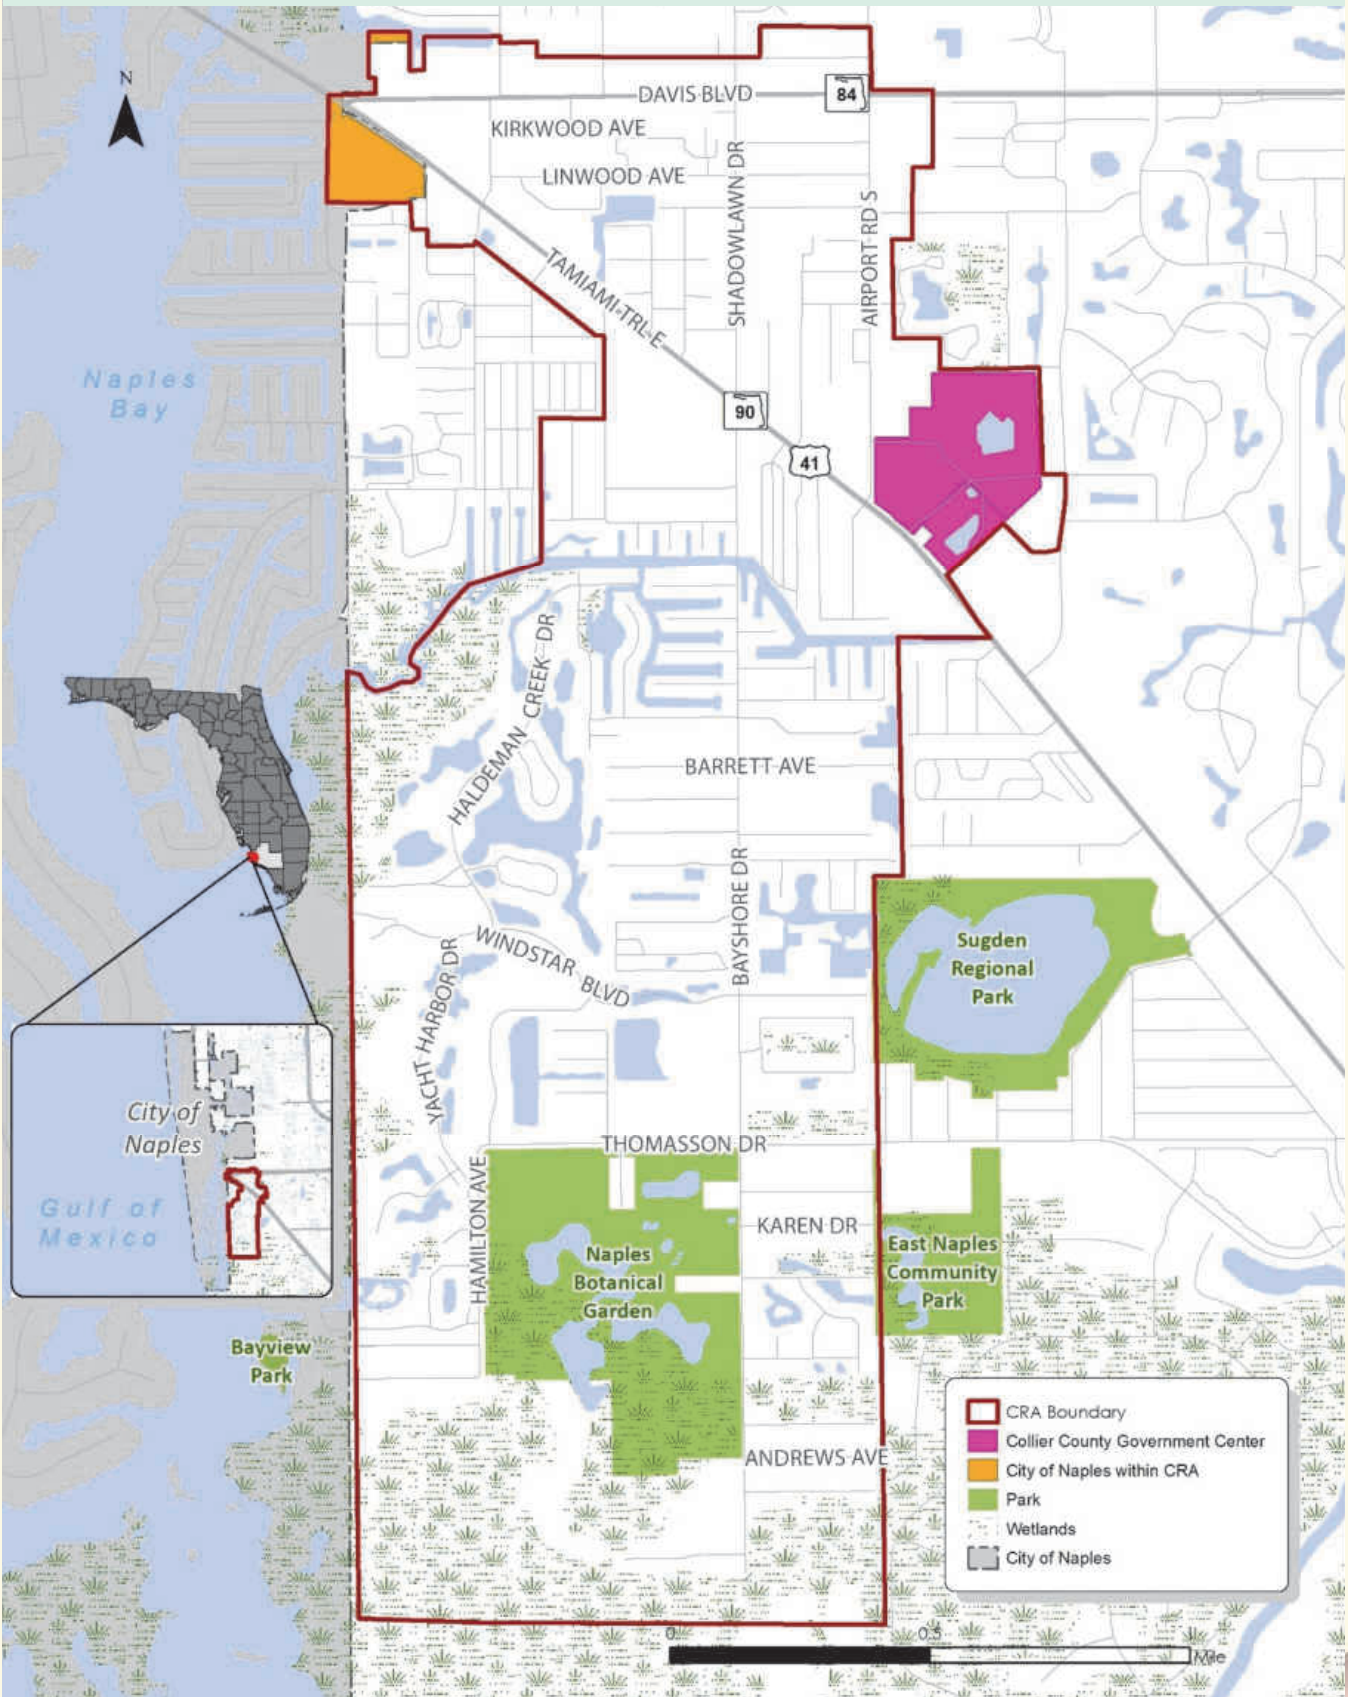 N
DAVIS BLVD
84
KIRKWOOD AVE
LINWOOD AVE
SHADOWLAWN DR
AIRPORT RD S
TAMIAMI TRL E
Naples
Bay
90
41
HALDEMAN CREEK DR
BARRETT AVE
BAYSHORE DR
WINDSTAR BLVD
YACHT HARBOR DR
Sugden
Regional
Park
City of
Naples
Gulf of
Mexico
THOMASSON DR
HAMILTON AVE
KAREN DR
Naples
Botanical
Garden
East Naples
Community
Park
Bayview
Park
ANDREWS AVE
CRA Boundary
Collier County Government Center
City of Naples within CRA
Park
Wetlands
City of Naples
0 0.5
Mile